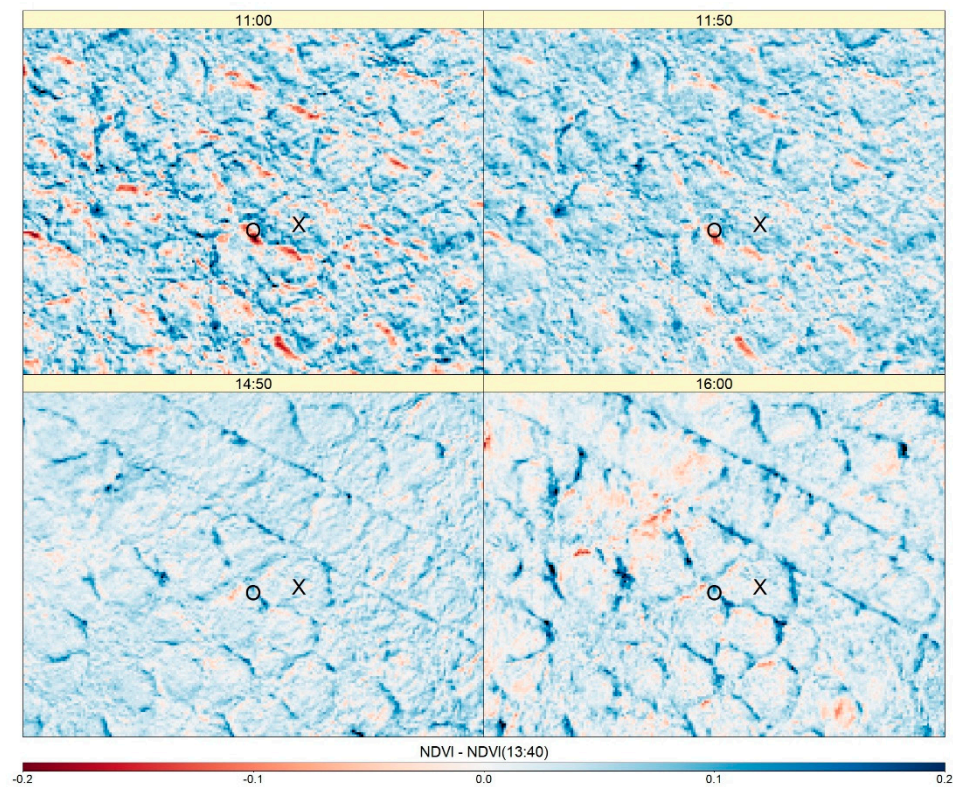 11:00
11:50
O
X
O
X
14:50
16:00
O
X
O
X
NDVI - NDVI(13:40)
-0.2
-0.1
0.0
0.1
0.2